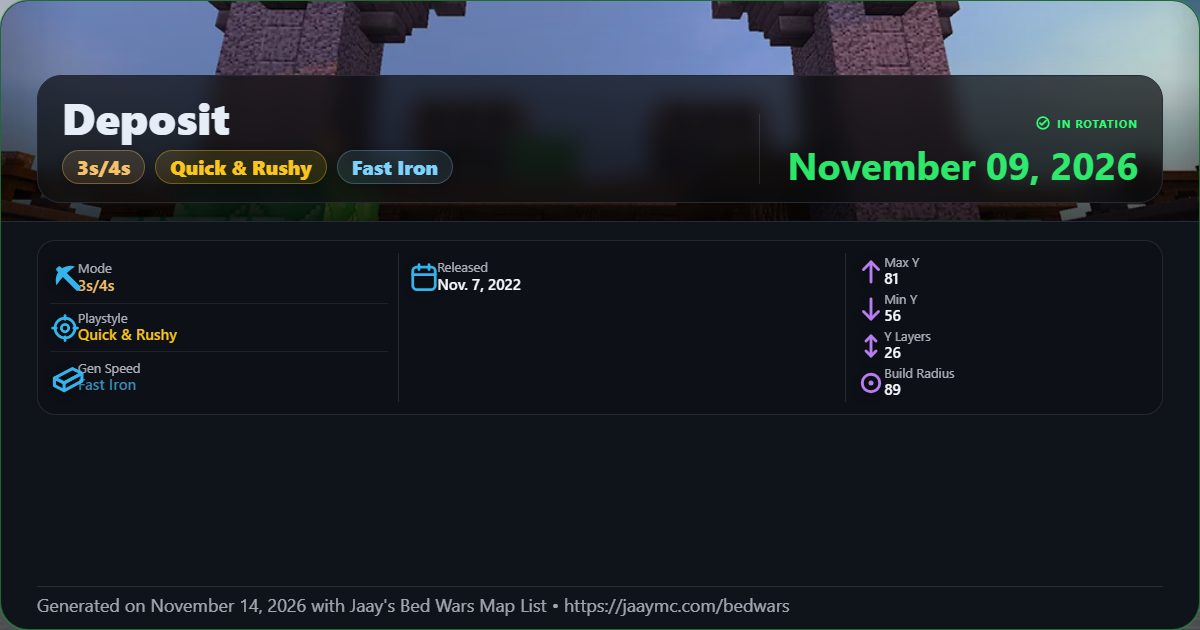 Deposit
3s/4s
Quick & Rushy
Fast Iron
IN ROTATION
November 09, 2026
Mode
3s/4s
Playstyle
Quick & Rushy
Gen Speed
Fast Iron
Released
Nov. 7, 2022
Max Y
81
Min Y
56
Y Layers
26
Build Radius
89
Generated on November 14, 2026 with Jaay's Bed Wars Map List • https://jaaymc.com/bedwars